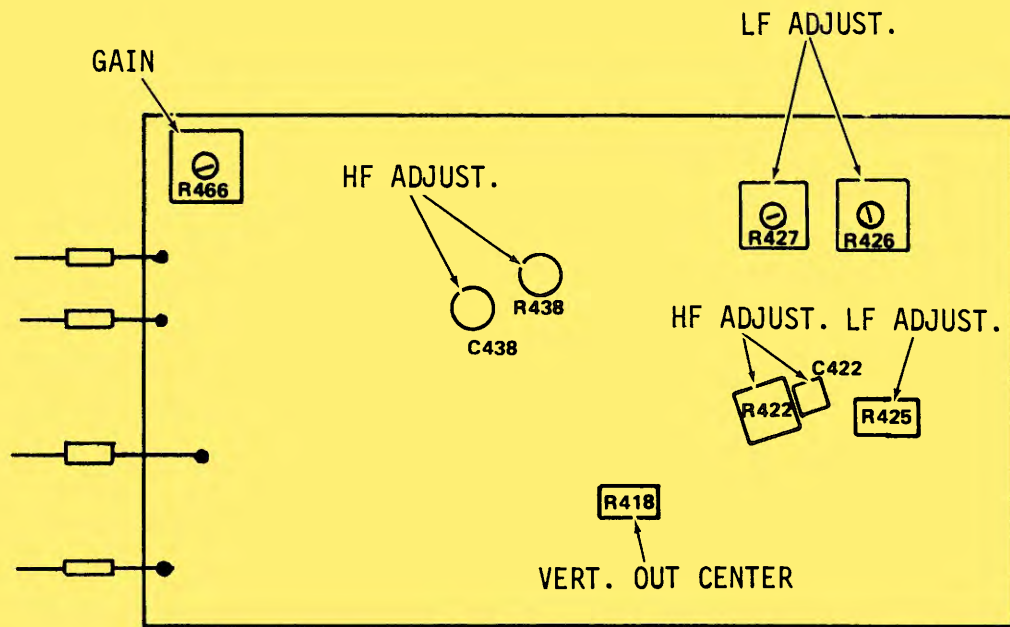 LF ADJUST.
GAIN
R466
HF ADJUST.
R427
R426
R438
C438
HF ADJUST.
LF ADJUST.
C422
R422
R425
R418
VERT. OUT CENTER